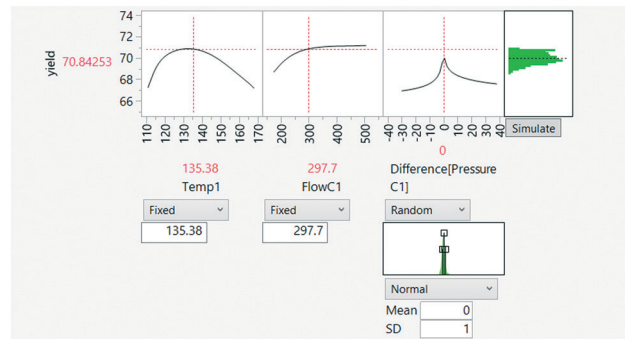 74
72
70
68
66
yield
70.84253
110
120
130
140
150
160
170
200
300
400
500
-40
-30
-20
-10
0
10
20
30
40
Simulate
135.38
Temp1
297.7
FlowC1
0
Difference[Pressure
C1]
Fixed
Fixed
Random
135.38
297.7
Normal
Mean 0
SD 1